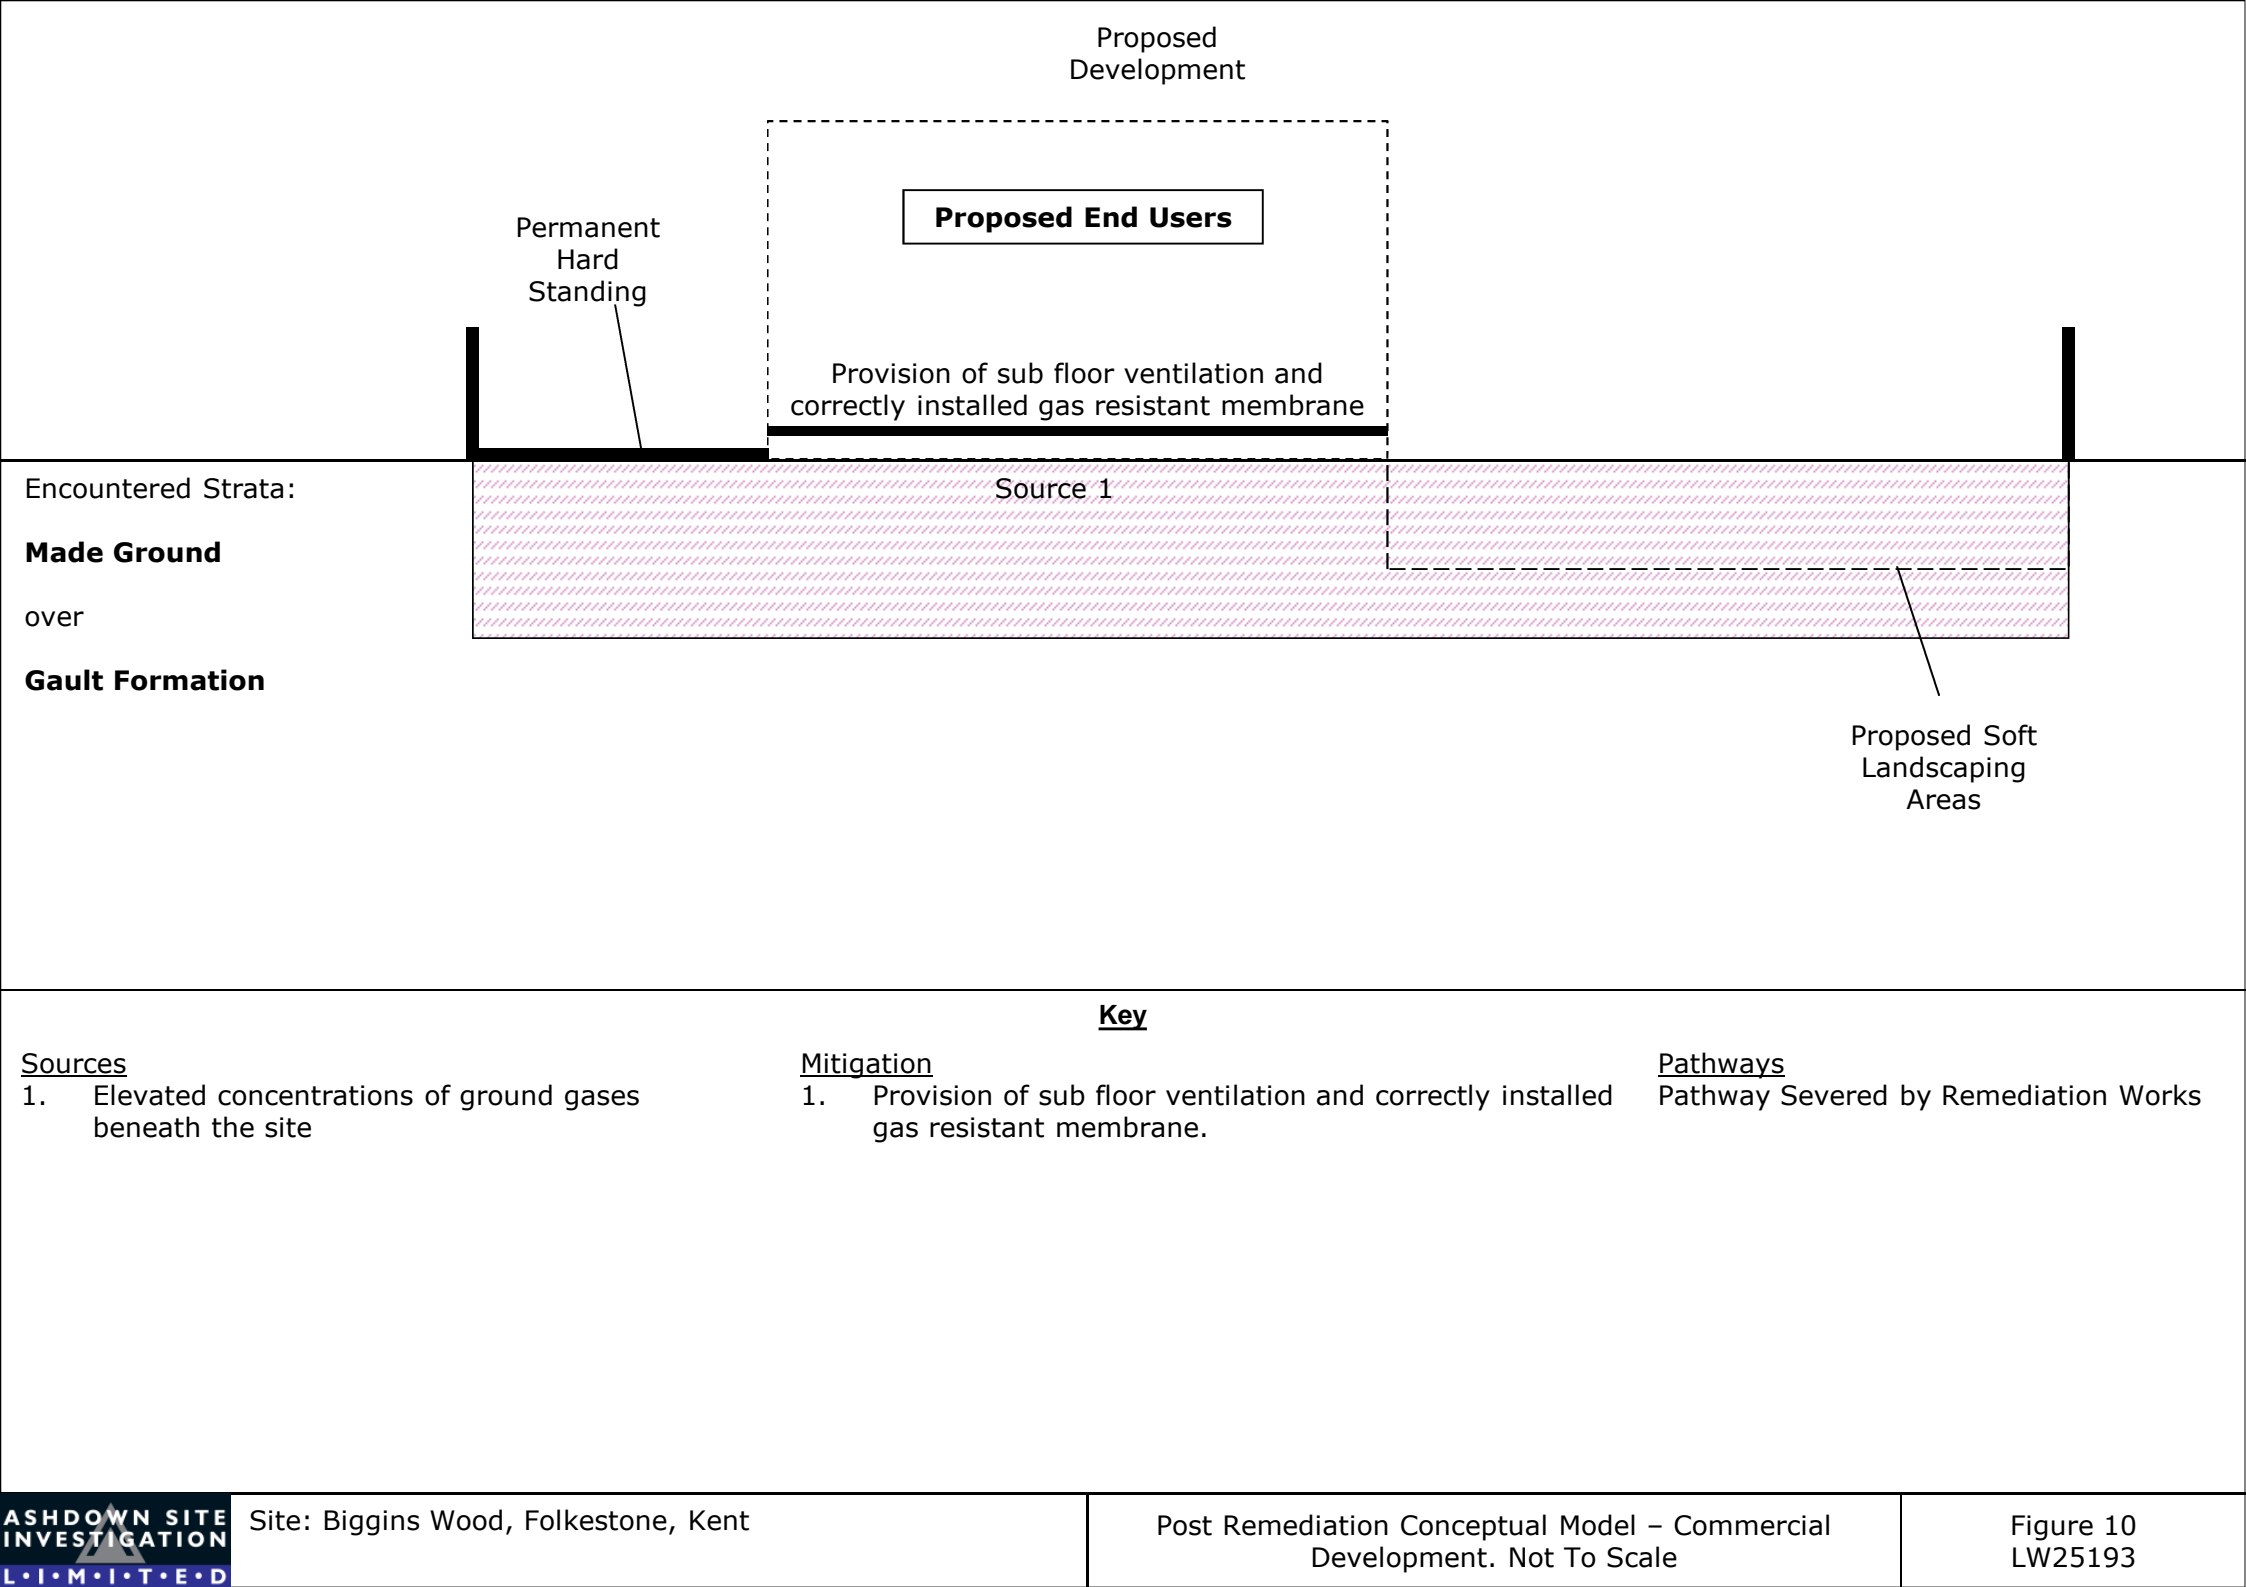 Proposed
Development
Proposed End Users
Permanent
Hard
Standing
Provision of sub floor ventilation and
correctly installed gas resistant membrane
Encountered Strata:
Source 1
Made Ground
over
Gault Formation
Proposed Soft
Landscaping
Areas
Key
Sources
1. Elevated concentrations of ground gases
beneath the site
Mitigation
1. Provision of sub floor ventilation and correctly installed
gas resistant membrane.
Pathways
Pathway Severed by Remediation Works
ASHDOWN SITE
INVESTIGATION
L•I•M•I•T•E•D
Site: Biggins Wood, Folkestone, Kent
Post Remediation Conceptual Model – Commercial
Development. Not To Scale
Figure 10
LW25193